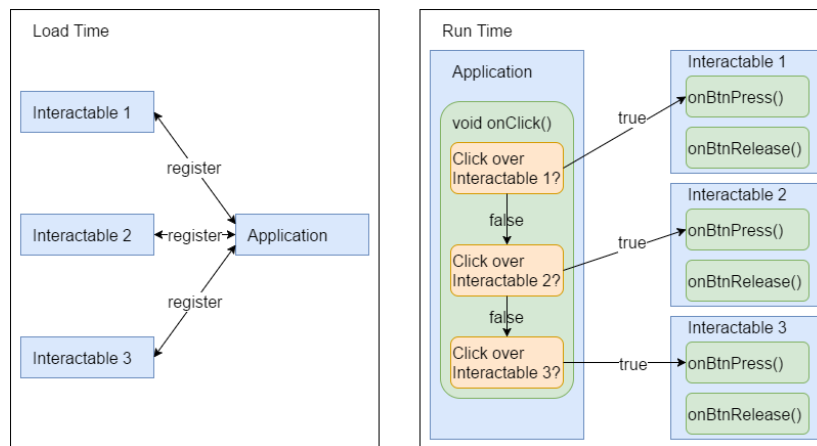 Load Time
Interactable 1
register
Interactable 2
register
Application
register
Interactable 3
Run Time
Application
void onClick()
Click over
Interactable 1?
true
false
Click over
Interactable 2?
true
false
Click over
Interactable 3?
true
Interactable 1
onBtnPress()
onBtnRelease()
Interactable 2
onBtnPress()
onBtnRelease()
Interactable 3
onBtnPress()
onBtnRelease()